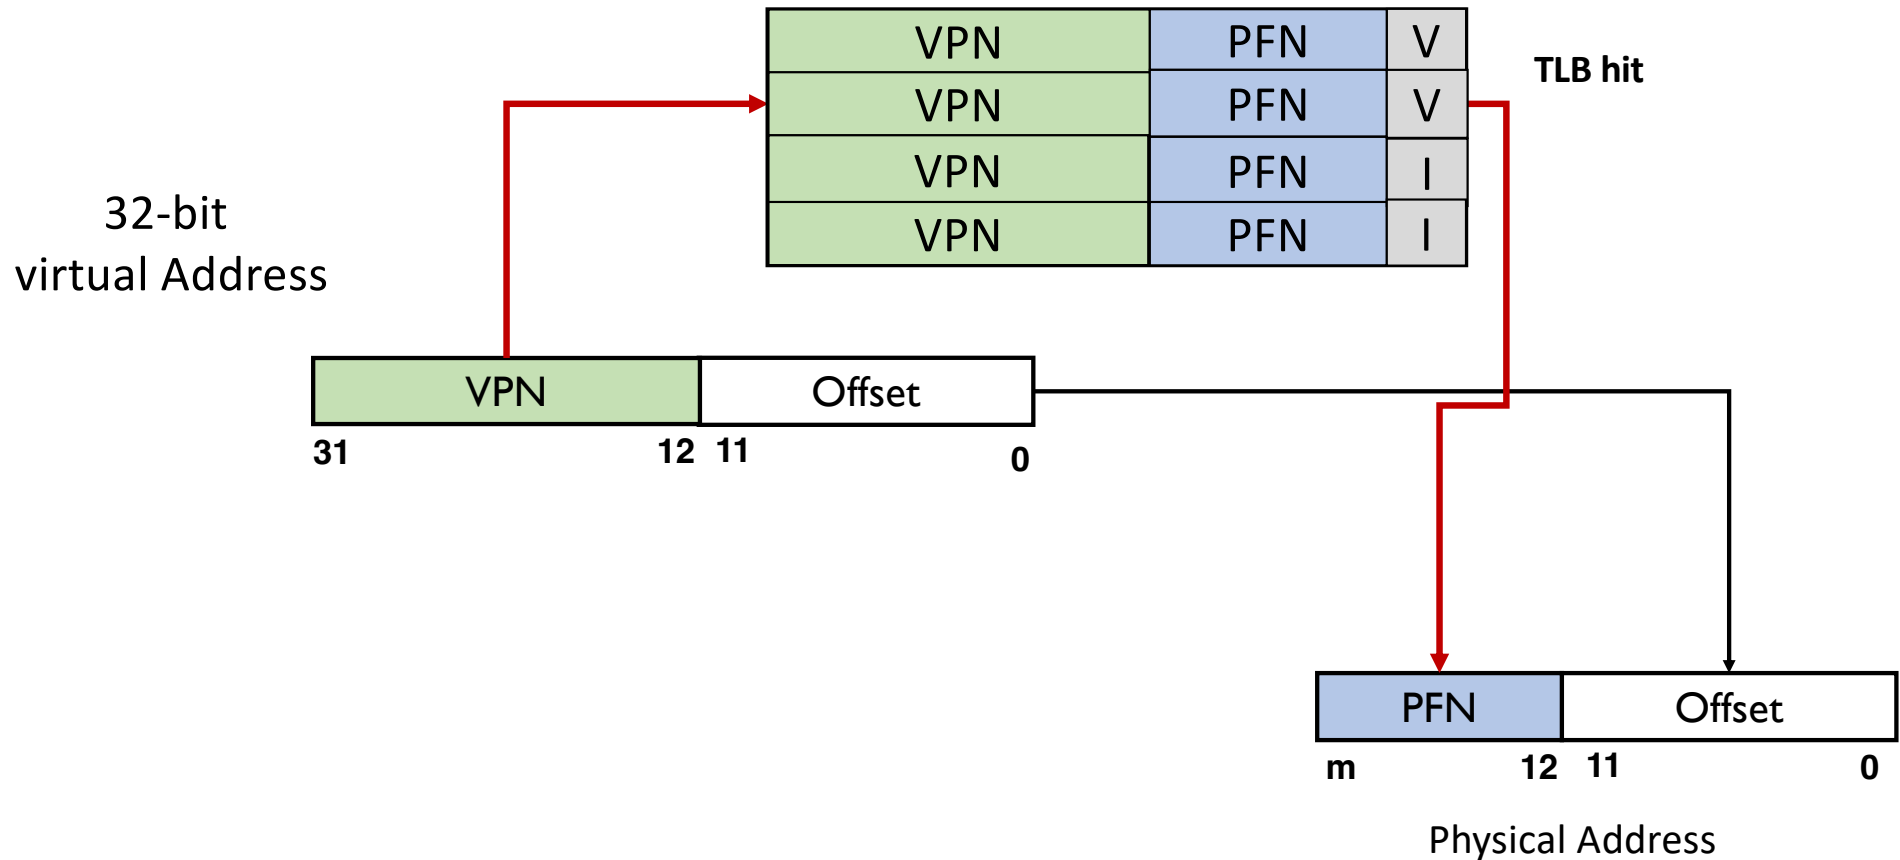 VPN PFN V
TLB hit
VPN PFN V
VPN PFN I
VPN PFN I
32-bit
virtual Address
VPN Offset
31 12 11 0
PFN Offset
m 12 11 0
Physical Address